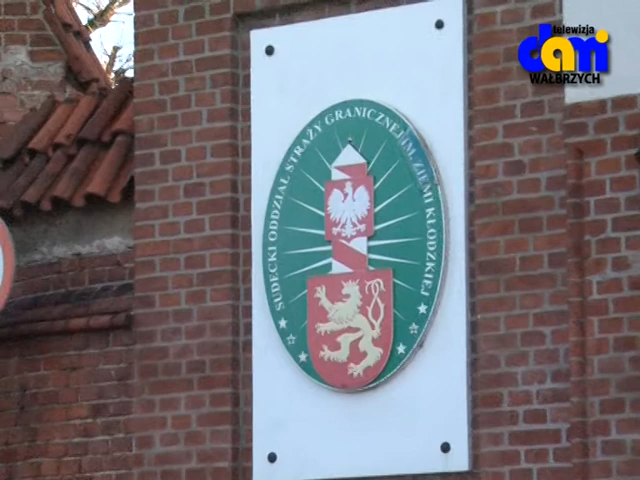 telewizja
dami
WAŁBRZYCH
SUDECKI ODDZIAŁ STRAŻY GRANICZNEJ IM. ZIEMI KŁODZKIEJ